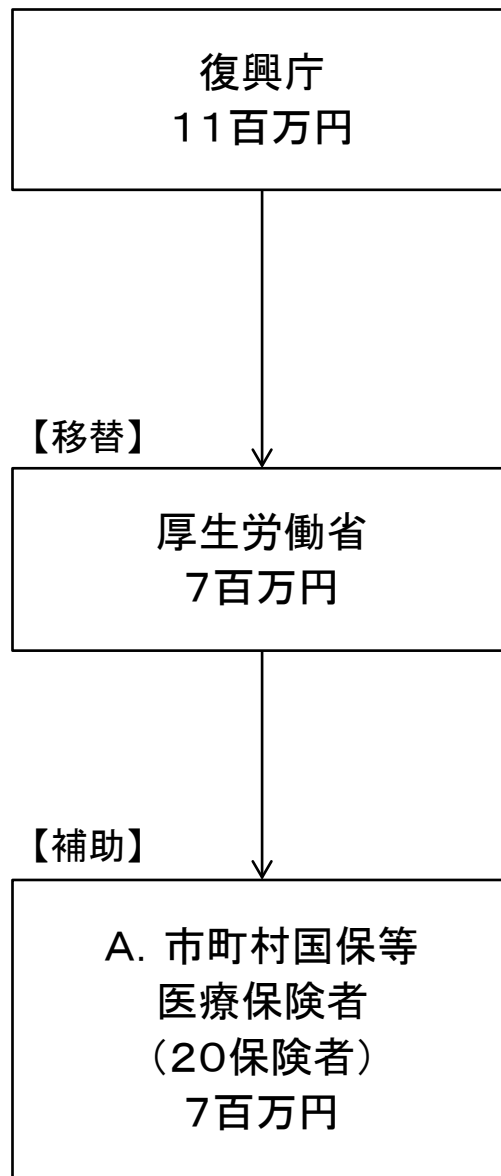 復興庁
11百万円
【移替】
厚生労働省
7百万円
【補助】
A. 市町村国保等
医療保険者
（20保険者）
7百万円